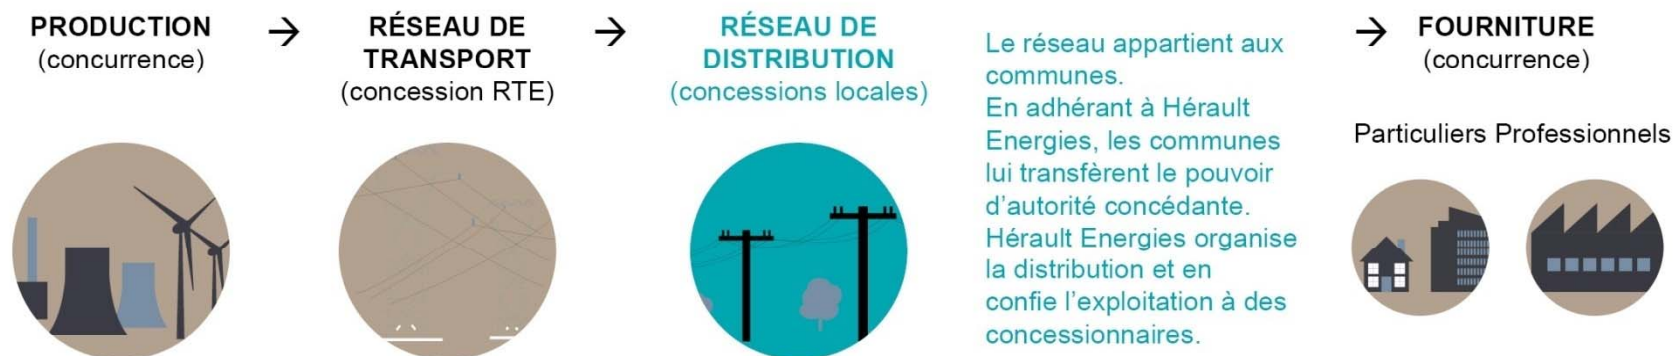 PRODUCTION
(concurrence)
→
RÉSEAU DE
TRANSPORT
(concession RTE)
→
RÉSEAU DE
DISTRIBUTION
(concessions locales)
Le réseau appartient aux
communes.
En adhérant à Hérault
Energies, les communes
lui transfèrent le pouvoir
d’autorité concédante.
Hérault Energies organise
la distribution et en
confie l’exploitation à des
concessionnaires.
→
FOURNITURE
(concurrence)
Particuliers Professionnels